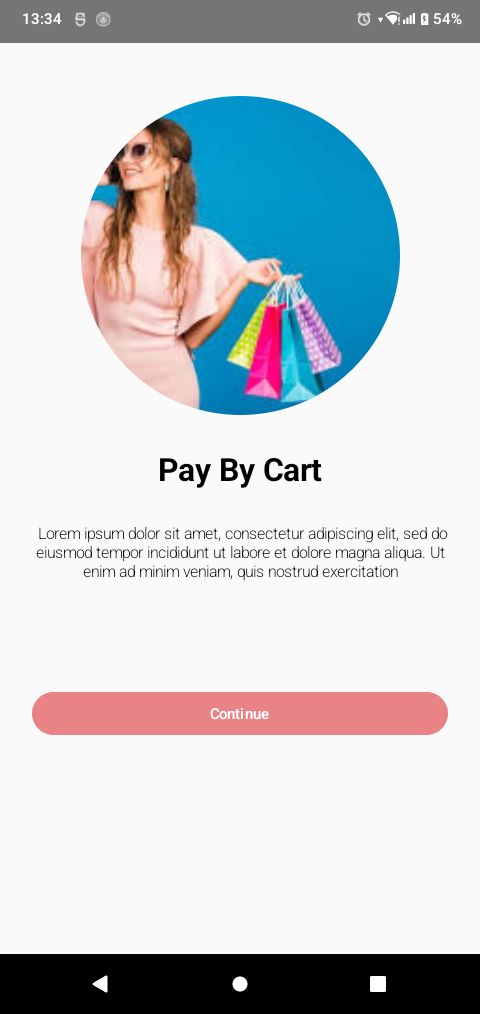 13:34
54%
Pay By Cart
Lorem ipsum dolor sit amet, consectetur adipiscing elit, sed do
eiusmod tempor incididunt ut labore et dolore magna aliqua. Ut
enim ad minim veniam, quis nostrud exercitation
Continue